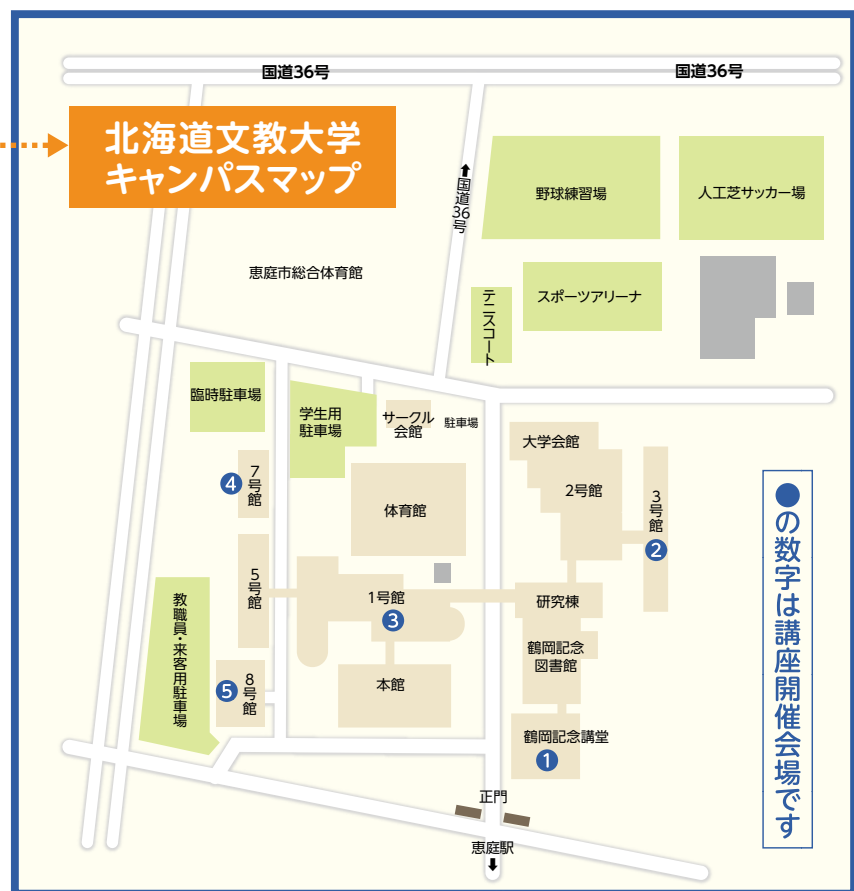 国道36号
国道36号
北海道文教大学
キャンパスマップ
⬆国道36号
野球練習場
人工芝サッカー場
恵庭市総合体育館
テニスコート
スポーツアリーナ
臨時駐車場
学生用
駐車場
サークル
会館
駐車場
大学会館
7号館
4
体育館
2号館
3号館
2
5号館
1号館
3
研究棟
教職員・来客用駐車場
鶴岡記念
図書館
8号館
5
本館
鶴岡記念講堂
1
正門
恵庭駅
⬇
●の数字は講座開催会場です